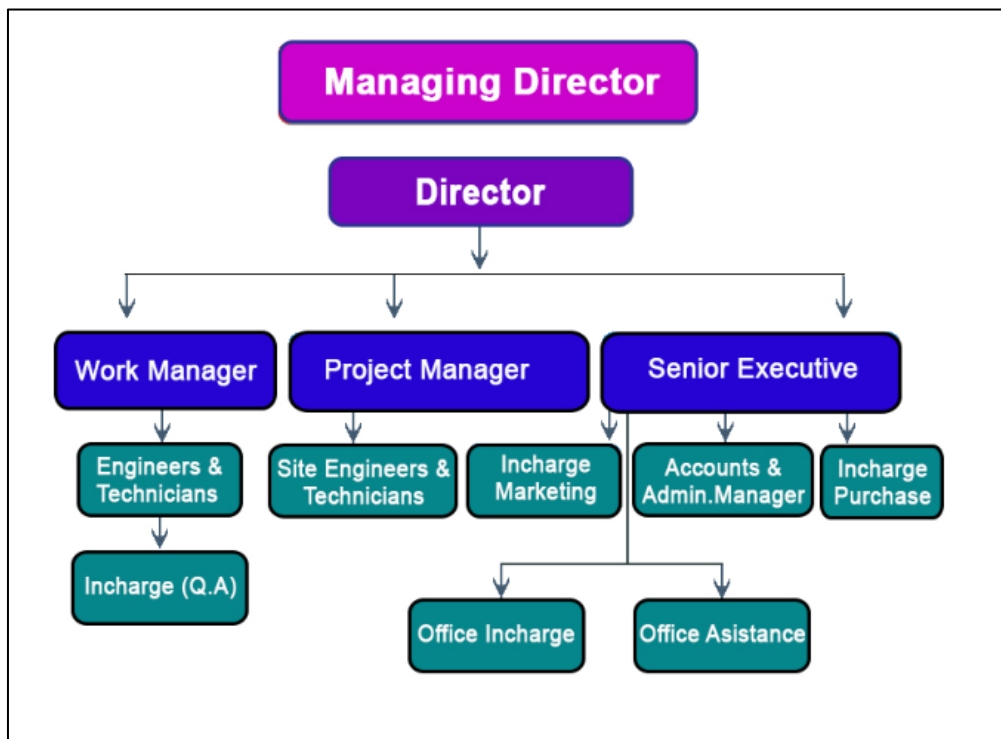 Managing Director
Director
Work Manager
Project Manager
Senior Executive
Engineers &
Technicians
Site Engineers &
Technicians
Incharge
Marketing
Accounts &
Admin.Manager
Incharge
Purchase
Incharge (Q.A)
Office Incharge
Office Asistance